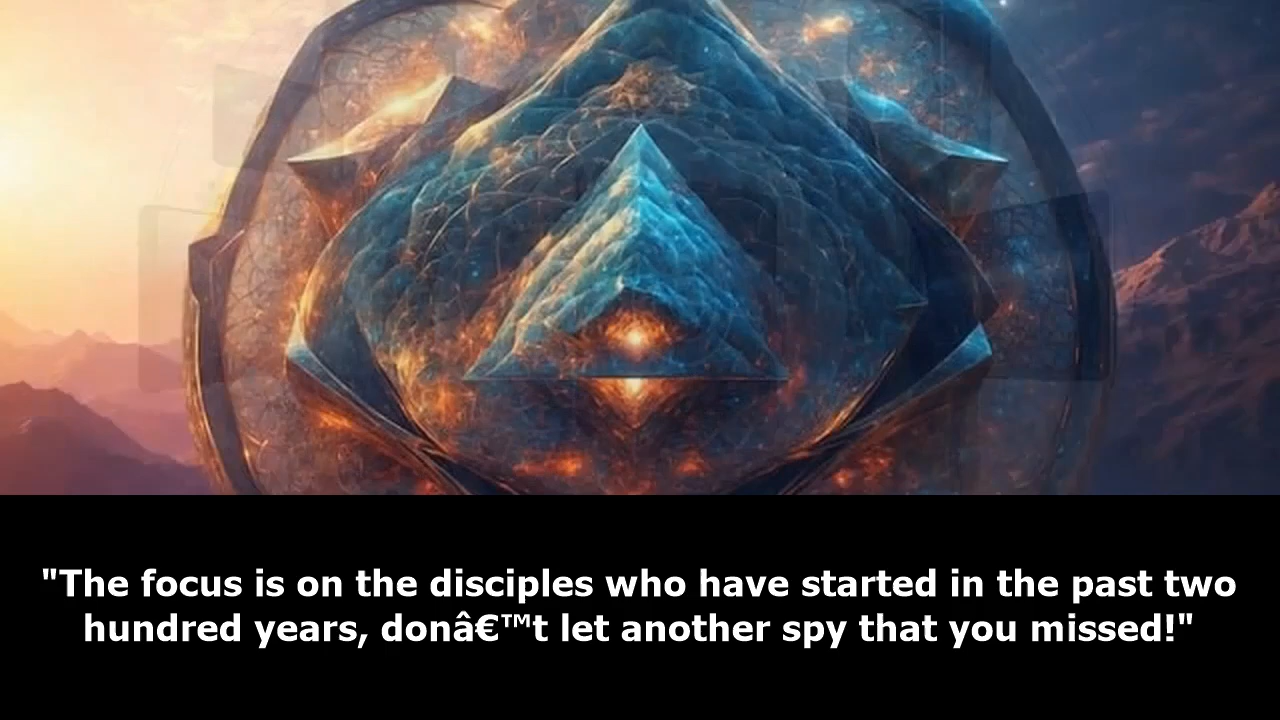 "The focus is on the disciples who have started in the past two
hundred years, donâ€™t let another spy that you missed!"